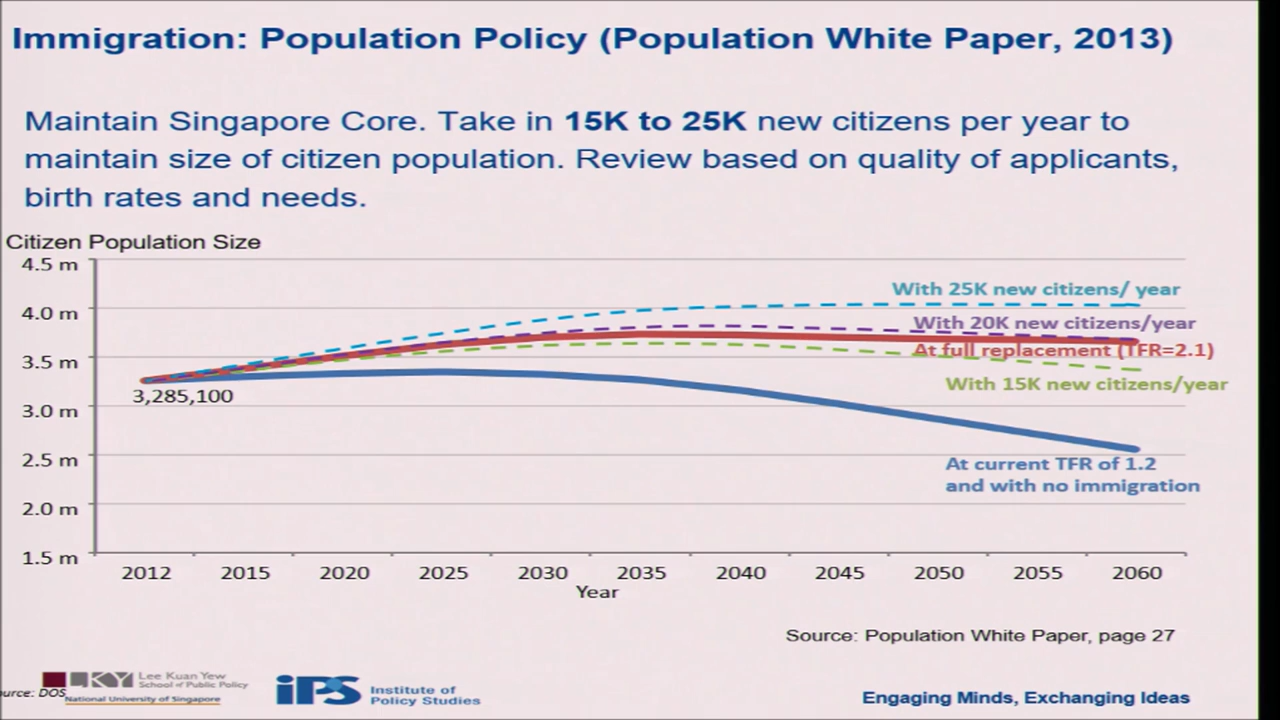 Immigration: Population Policy (Population White Paper, 2013)
Maintain Singapore Core. Take in 15K to 25K new citizens per year to
maintain size of citizen population. Review based on quality of applicants,
birth rates and needs.
Citizen Population Size
4.5 m
4.0 m
3.5 m
3.0 m
2.5 m
2.0 m
1.5 m
With 25K new citizens/ year
With 20K new citizens/year
At full replacement (TFR=2.1)
With 15K new citizens/year
3,285,100
At current TFR of 1.2
and with no immigration
2012 2015 2020 2025 2030 2035 2040 2045 2050 2055 2060
Year
Source: Population White Paper, page 27
LKY Lee Kuan Yew
School of Public Policy
National University of Singapore
ource: DOS
iPS Institute of
Policy Studies
Engaging Minds, Exchanging Ideas